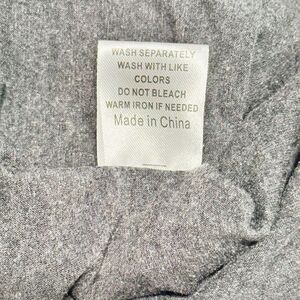 WASH SEPARATELY
WASH WITH LIKE
COLORS
DO NOT BLEACH
WARM IRON IF NEEDED
Made in China